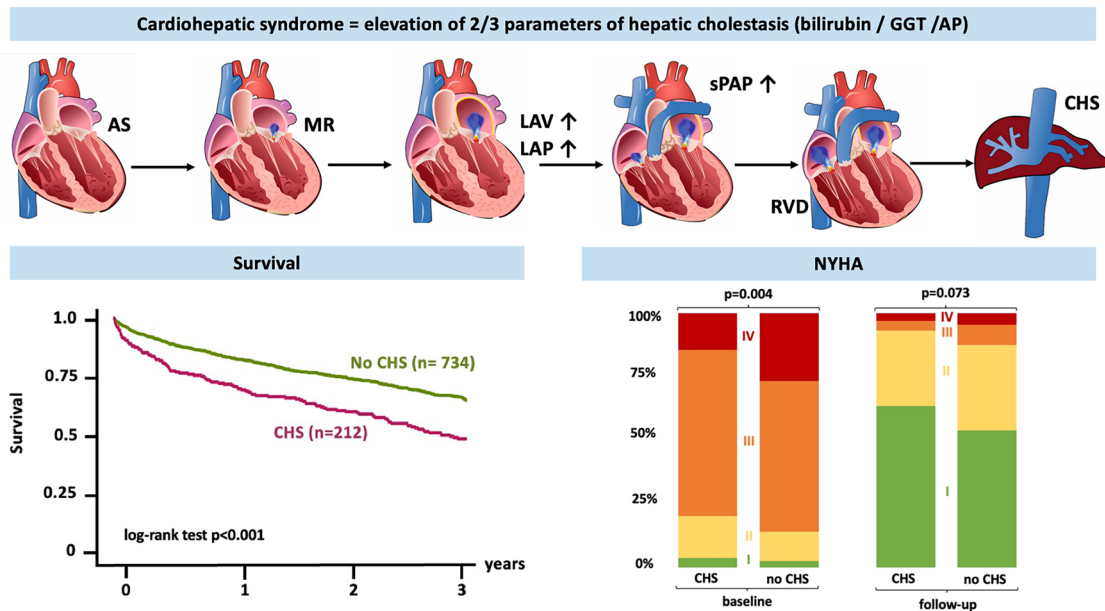 Cardiohepatic syndrome = elevation of 2/3 parameters of hepatic cholestasis (bilirubin / GGT /AP)
AS
MR
LAV ↑
LAP ↑
sPAP ↑
RVD
CHS
Survival
1.0
0.75
0.5
0.25
0
Survival
No CHS (n= 734)
CHS (n=212)
log-rank test p<0.001
years
0 1 2 3
NYHA
p=0.004
p=0.073
100%
75%
50%
25%
0%
IV
III
II
I
IV
III
II
I
CHS no CHS
CHS no CHS
baseline
follow-up